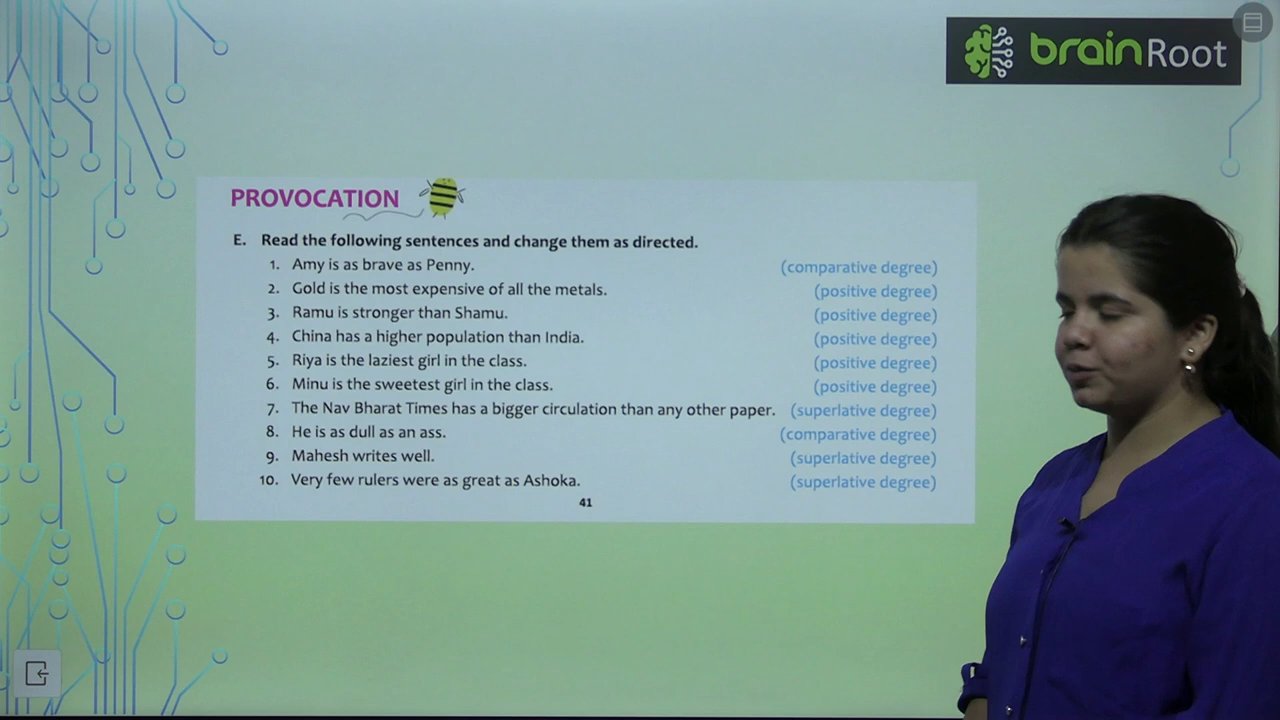 brainRoot
PROVOCATION
E. Read the following sentences and change them as directed.
1. Amy is as brave as Penny. (comparative degree)
2. Gold is the most expensive of all the metals. (positive degree)
3. Ramu is stronger than Shamu. (positive degree)
4. China has a higher population than India. (positive degree)
5. Riya is the laziest girl in the class. (positive degree)
6. Minu is the sweetest girl in the class. (positive degree)
7. The Nav Bharat Times has a bigger circulation than any other paper. (superlative degree)
8. He is as dull as an ass. (comparative degree)
9. Mahesh writes well. (superlative degree)
10. Very few rulers were as great as Ashoka. (superlative degree)
41